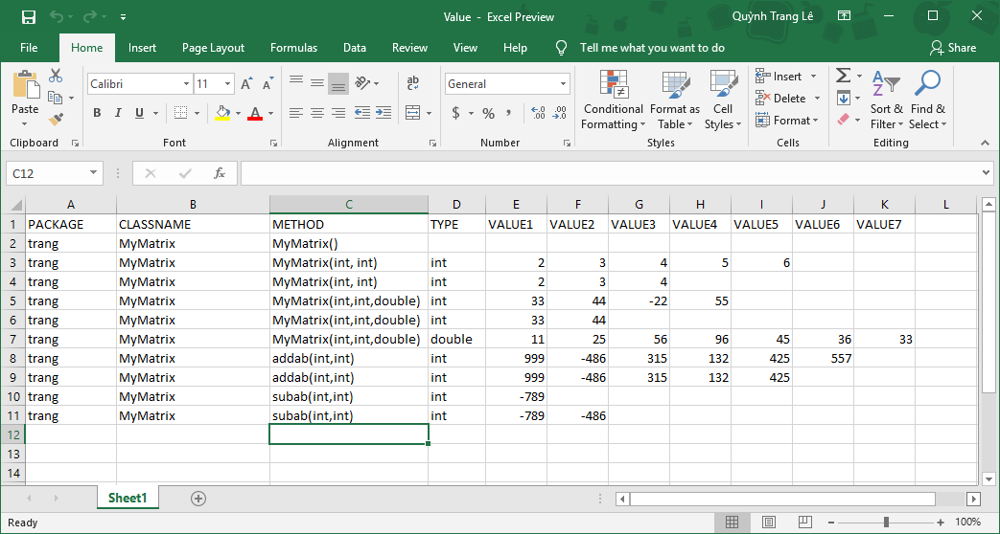 Value - Excel Preview Quỳnh Trang Lê
File Home Insert Page Layout Formulas Data Review View Help Tell me what you want to do Share
Paste
Calibri 11
General
Conditional Formatting
Format as Table
Cell Styles
Insert
Delete
Format
Sort & Filter
Find & Select
B I U A $ % ,
Clipboard Font Alignment Number Styles Cells Editing
C12 fx
A B C D E F G H I J K L
1 PACKAGE CLASSNAME METHOD TYPE VALUE1 VALUE2 VALUE3 VALUE4 VALUE5 VALUE6 VALUE7
2 trang MyMatrix MyMatrix()
3 trang MyMatrix MyMatrix(int, int) int 2 3 4 5 6
4 trang MyMatrix MyMatrix(int, int) int 2 3 4
5 trang MyMatrix MyMatrix(int,int,double) int 33 44 -22 55
6 trang MyMatrix MyMatrix(int,int,double) int 33 44
7 trang MyMatrix MyMatrix(int,int,double) double 11 25 56 96 45 36 33
8 trang MyMatrix addab(int,int) int 999 -486 315 132 425 557
9 trang MyMatrix addab(int,int) int 999 -486 315 132 425
10 trang MyMatrix subab(int,int) int -789
11 trang MyMatrix subab(int,int) int -789 -486
12
13
14
Sheet1
Ready 100%